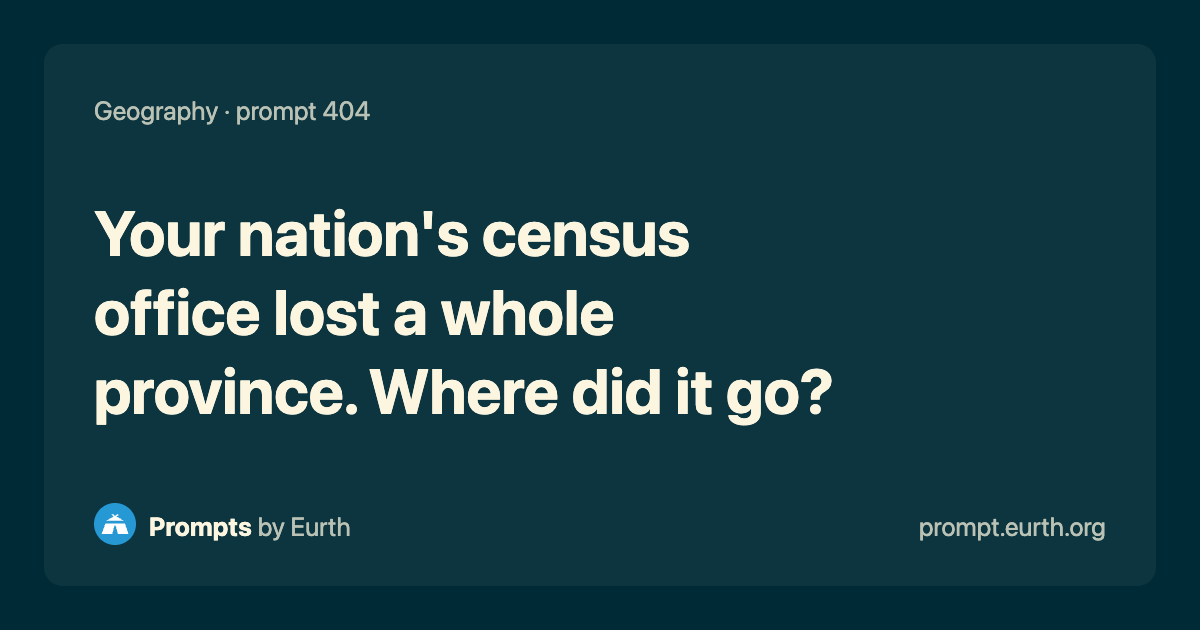 Geography · prompt 404
Your nation's census
office lost a whole
province. Where did it go?
Prompts by Eurth
prompt.eurth.org